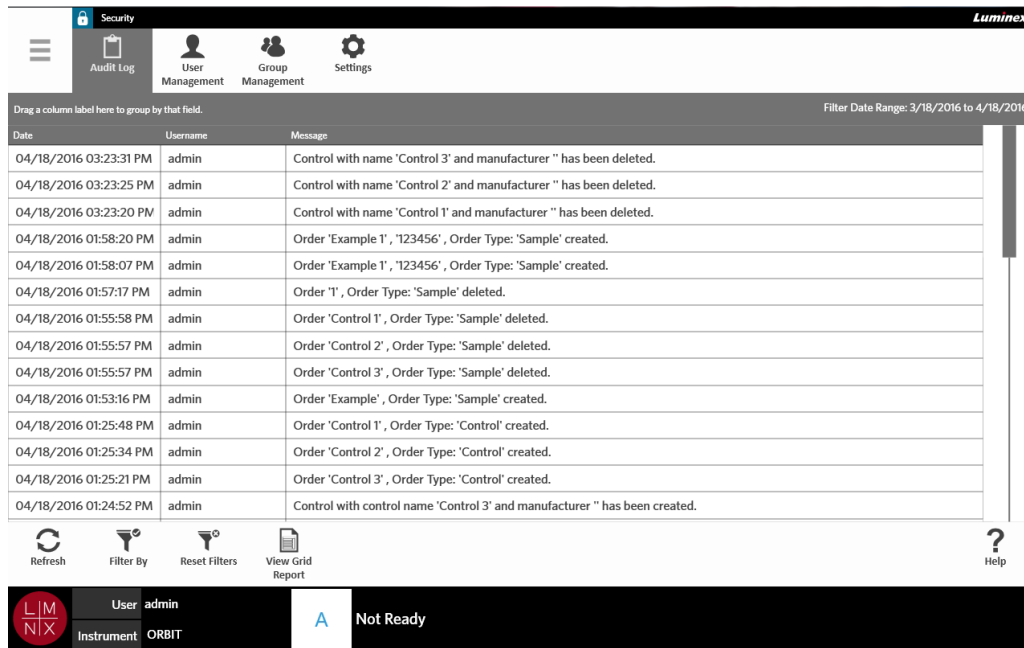 Security
Luminex
Audit Log
User Management
Group Management
Settings
Drag a column label here to group by that field.
Filter Date Range: 3/18/2016 to 4/18/2016
Date Username Message
04/18/2016 03:23:31 PM admin Control with name 'Control 3' and manufacturer '' has been deleted.
04/18/2016 03:23:25 PM admin Control with name 'Control 2' and manufacturer '' has been deleted.
04/18/2016 03:23:20 PM admin Control with name 'Control 1' and manufacturer '' has been deleted.
04/18/2016 01:58:20 PM admin Order 'Example 1' , '123456' , Order Type: 'Sample' created.
04/18/2016 01:58:07 PM admin Order 'Example 1' , '123456' , Order Type: 'Sample' created.
04/18/2016 01:57:17 PM admin Order '1' , Order Type: 'Sample' deleted.
04/18/2016 01:55:58 PM admin Order 'Control 1' , Order Type: 'Sample' deleted.
04/18/2016 01:55:57 PM admin Order 'Control 2' , Order Type: 'Sample' deleted.
04/18/2016 01:55:57 PM admin Order 'Control 3' , Order Type: 'Sample' deleted.
04/18/2016 01:53:16 PM admin Order 'Example' , Order Type: 'Sample' created.
04/18/2016 01:25:48 PM admin Order 'Control 1' , Order Type: 'Control' created.
04/18/2016 01:25:34 PM admin Order 'Control 2' , Order Type: 'Control' created.
04/18/2016 01:25:21 PM admin Order 'Control 3' , Order Type: 'Control' created.
04/18/2016 01:24:52 PM admin Control with control name 'Control 3' and manufacturer '' has been created.
Refresh
Filter By
Reset Filters
View Grid Report
? Help
LM
NX
User admin
Instrument ORBIT
A Not Ready